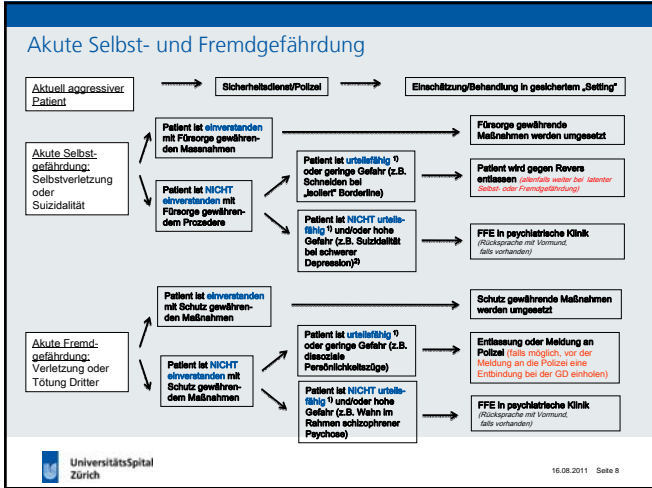 Akute Selbst- und Fremdgefährdung
Aktuell aggressiver
Patient
Sicherheitsdienst/Polizei
Einschätzung/Behandlung in gesichertem „Setting"
Akute Selbst-
gefährdung:
Selbstverletzung
oder
Suizidalität
Patient ist einverstanden
mit Fürsorge gewähren-
den Massnahmen
Fürsorge gewährende
Maßnahmen werden umgesetzt
Patient ist NICHT
einverstanden mit
Fürsorge gewähren-
dem Prozedere
Patient ist urteilsfähig 1)
oder geringe Gefahr (z.B.
Schneiden bei
„isoliert" Borderline)
Patient wird gegen Revers
entlassen (allenfalls weiter bei latenter
Selbst- oder Fremdgefährdung)
Patient ist NICHT urteils-
fähig 1) und/oder hohe
Gefahr (z.B. Suizidalität
bei schwerer
Depression)2)
FFE in psychiatrische Klinik
(Rücksprache mit Vormund,
falls vorhanden)
Akute Fremd-
gefährdung:
Verletzung oder
Tötung Dritter
Patient ist einverstanden
mit Schutz gewähren-
den Maßnahmen
Schutz gewährende Maßnahmen
werden umgesetzt
Patient ist NICHT
einverstanden mit
Schutz gewähren-
dem Maßnahmen
Patient ist urteilsfähig 1)
oder geringe Gefahr (z.B.
dissoziale
Persönlichkeitszüge)
Entlassung oder Meldung an
Polizei (falls möglich, vor der
Meldung an die Polizei eine
Entbindung bei der GD einholen)
Patient ist NICHT urteils-
fähig 1) und/oder hohe
Gefahr (z.B. Wahn im
Rahmen schizophrener
Psychose)
FFE in psychiatrische Klinik
(Rücksprache mit Vormund,
falls vorhanden)
UniversitätsSpital
Zürich
16.08.2011 Seite 8